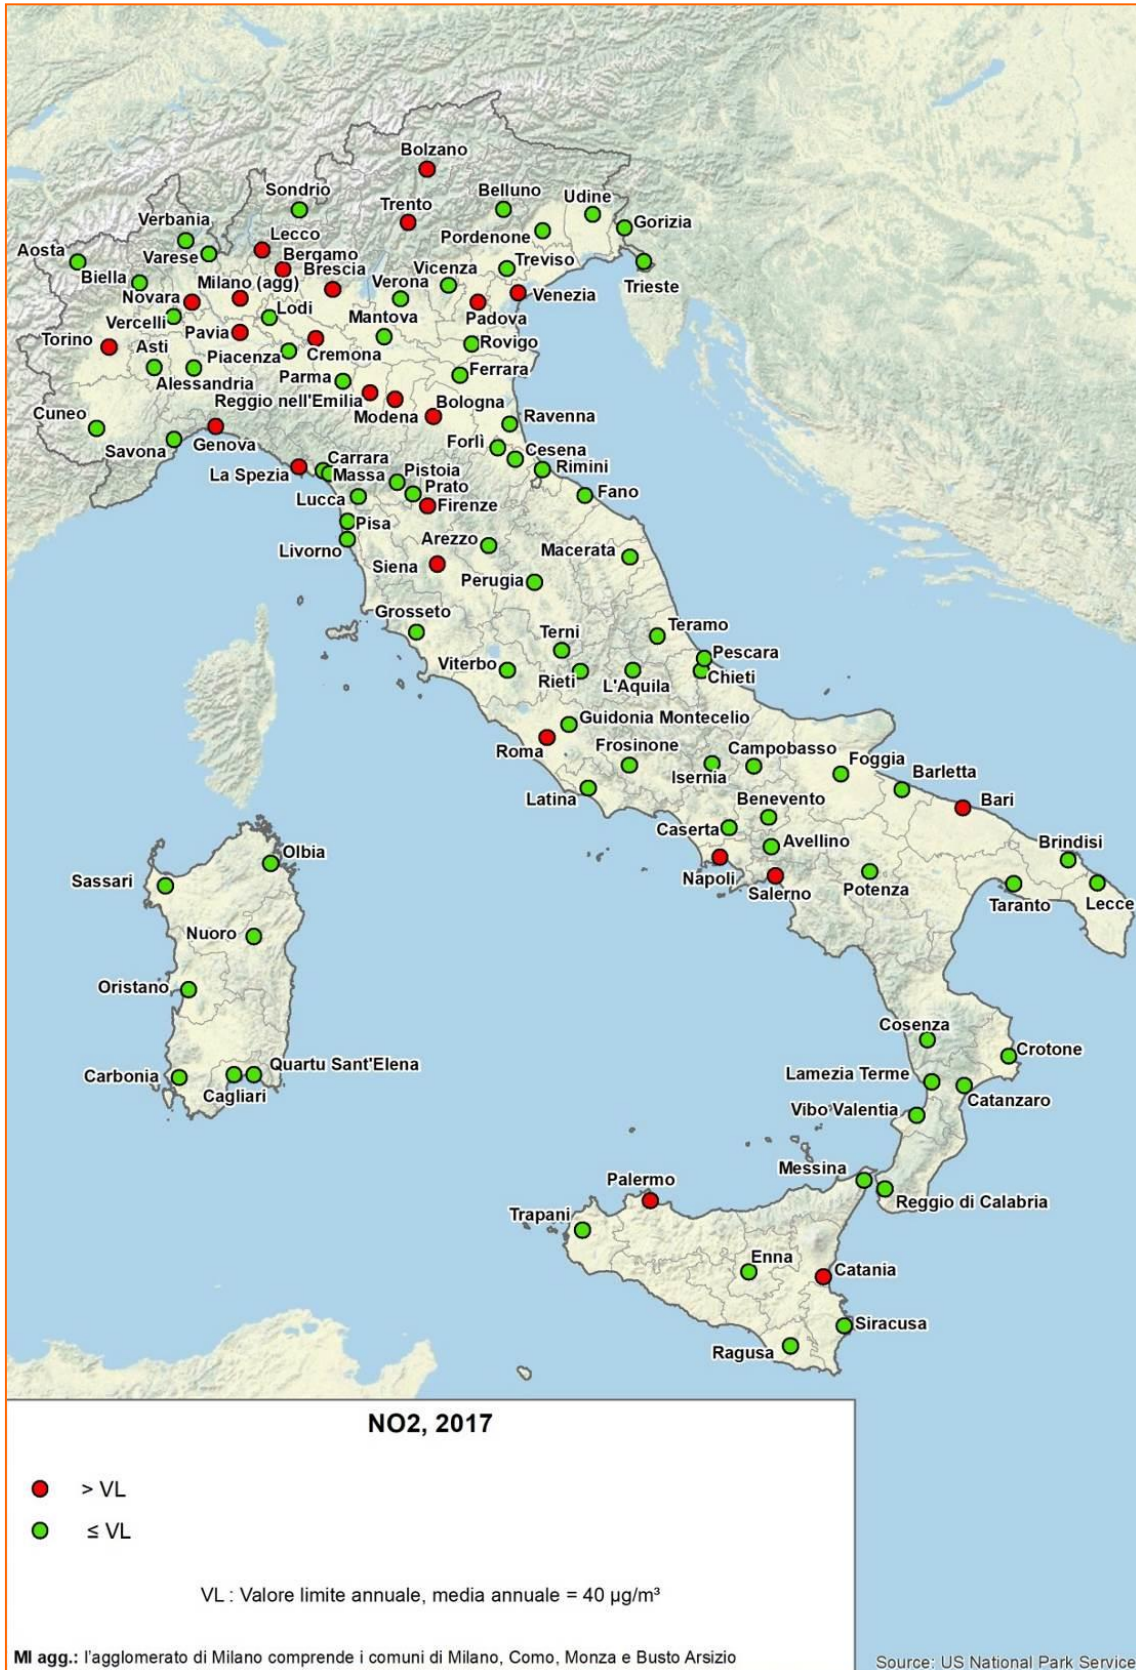 Bolzano
Sondrio
Belluno
Udine
Verbania
Trento
Gorizia
Lecco
Pordenone
Aosta
Varese
Bergamo
Treviso
Biella
Brescia
Vicenza
Trieste
Milano (agg)
Verona
Novara
Venezia
Lodi
Padova
Vercelli
Mantova
Pavia
Torino
Asti
Rovigo
Piacenza
Cremona
Ferrara
Parma
Alessandria
Reggio nell'Emilia
Cuneo
Modena
Bologna
Ravenna
Savona
Genova
Forlì
Cesena
Carrara
Rimini
La Spezia
Massa
Pistoia
Prato
Lucca
Firenze
Fano
Pisa
Arezzo
Livorno
Macerata
Siena
Perugia
Grosseto
Terni
Teramo
Pescara
Viterbo
Rieti
L'Aquila
Chieti
Guidonia Montecelio
Roma
Frosinone
Campobasso
Foggia
Isernia
Barletta
Latina
Benevento
Bari
Caserta
Avellino
Brindisi
Olbia
Napoli
Sassari
Salerno
Potenza
Taranto
Lecce
Nuoro
Oristano
Cosenza
Crotone
Quartu Sant'Elena
Carbonia
Lamezia Terme
Cagliari
Catanzaro
Vibo Valentia
Messina
Palermo
Reggio di Calabria
Trapani
Enna
Catania
Siracusa
Ragusa
NO2, 2017
> VL
≤ VL
VL : Valore limite annuale, media annuale = 40 µg/m³
MI agg.: l'agglomerato di Milano comprende i comuni di Milano, Como, Monza e Busto Arsizio
Source: US National Park Service